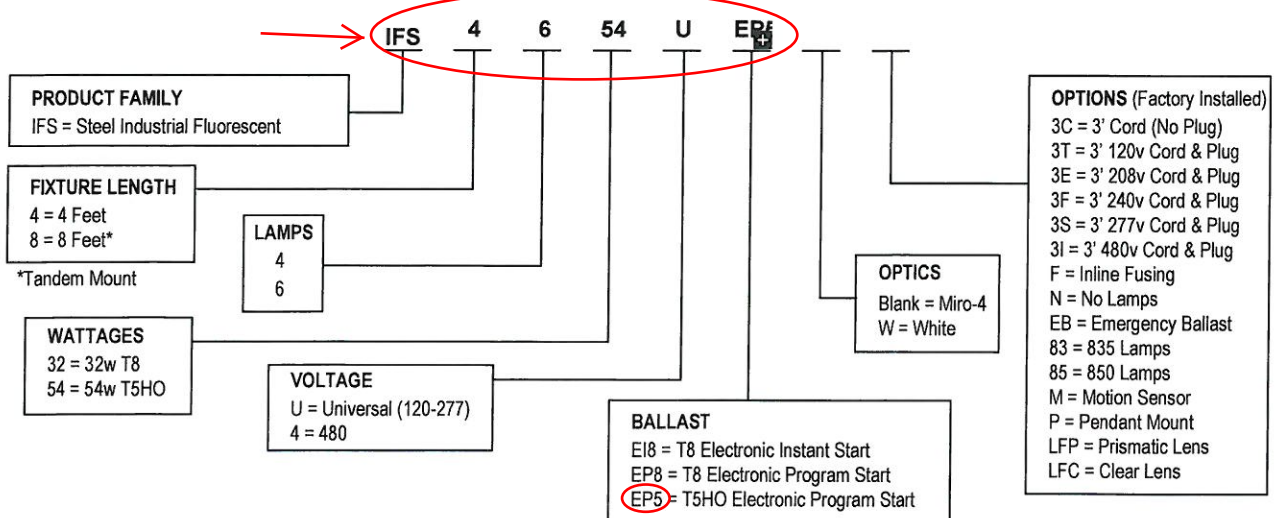 IFS 4 6 54 U
PRODUCT FAMILY
IFS = Steel Industrial Fluorescent
FIXTURE LENGTH
4 = 4 Feet
8 = 8 Feet*
*Tandem Mount
LAMPS
4
6
WATTAGES
32 = 32w T8
54 = 54w T5HO
VOLTAGE
U = Universal (120-277)
4 = 480
BALLAST
EI8 = T8 Electronic Instant Start
EP8 = T8 Electronic Program Start
EP5 = T5HO Electronic Program Start
OPTICS
Blank = Miro-4
W = White
OPTIONS (Factory Installed)
3C = 3' Cord (No Plug)
3T = 3' 120v Cord & Plug
3E = 3' 208v Cord & Plug
3F = 3' 240v Cord & Plug
3S = 3' 277v Cord & Plug
3I = 3' 480v Cord & Plug
F = Inline Fusing
N = No Lamps
EB = Emergency Ballast
83 = 835 Lamps
85 = 850 Lamps
M = Motion Sensor
P = Pendant Mount
LFP = Prismatic Lens
LFC = Clear Lens